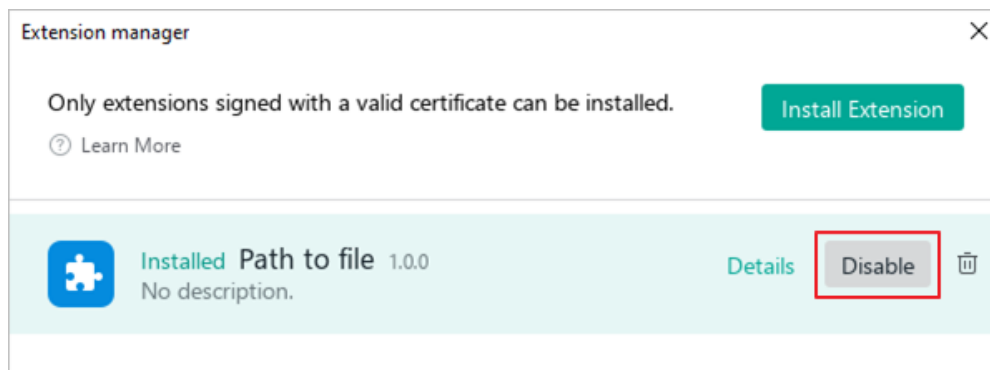 Extension manager
Only extensions signed with a valid certificate can be installed.
Install Extension
? Learn More
Installed Path to file 1.0.0
No description.
Details
Disable